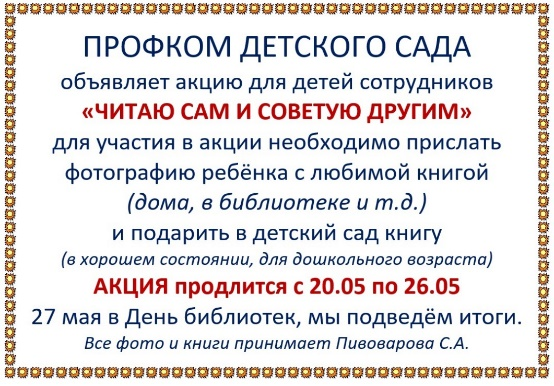 ПРОФКОМ ДЕТСКОГО САДА
объявляет акцию для детей сотрудников
«ЧИТАЮ САМ И СОВЕТУЮ ДРУГИМ»
для участия в акции необходимо прислать
фотографию ребёнка с любимой книгой
(дома, в библиотеке и т.д.)
и подарить в детский сад книгу
(в хорошем состоянии, для дошкольного возраста)
АКЦИЯ продлится с 20.05 по 26.05
27 мая в День библиотек, мы подведём итоги.
Все фото и книги принимает Пивоварова С.А.